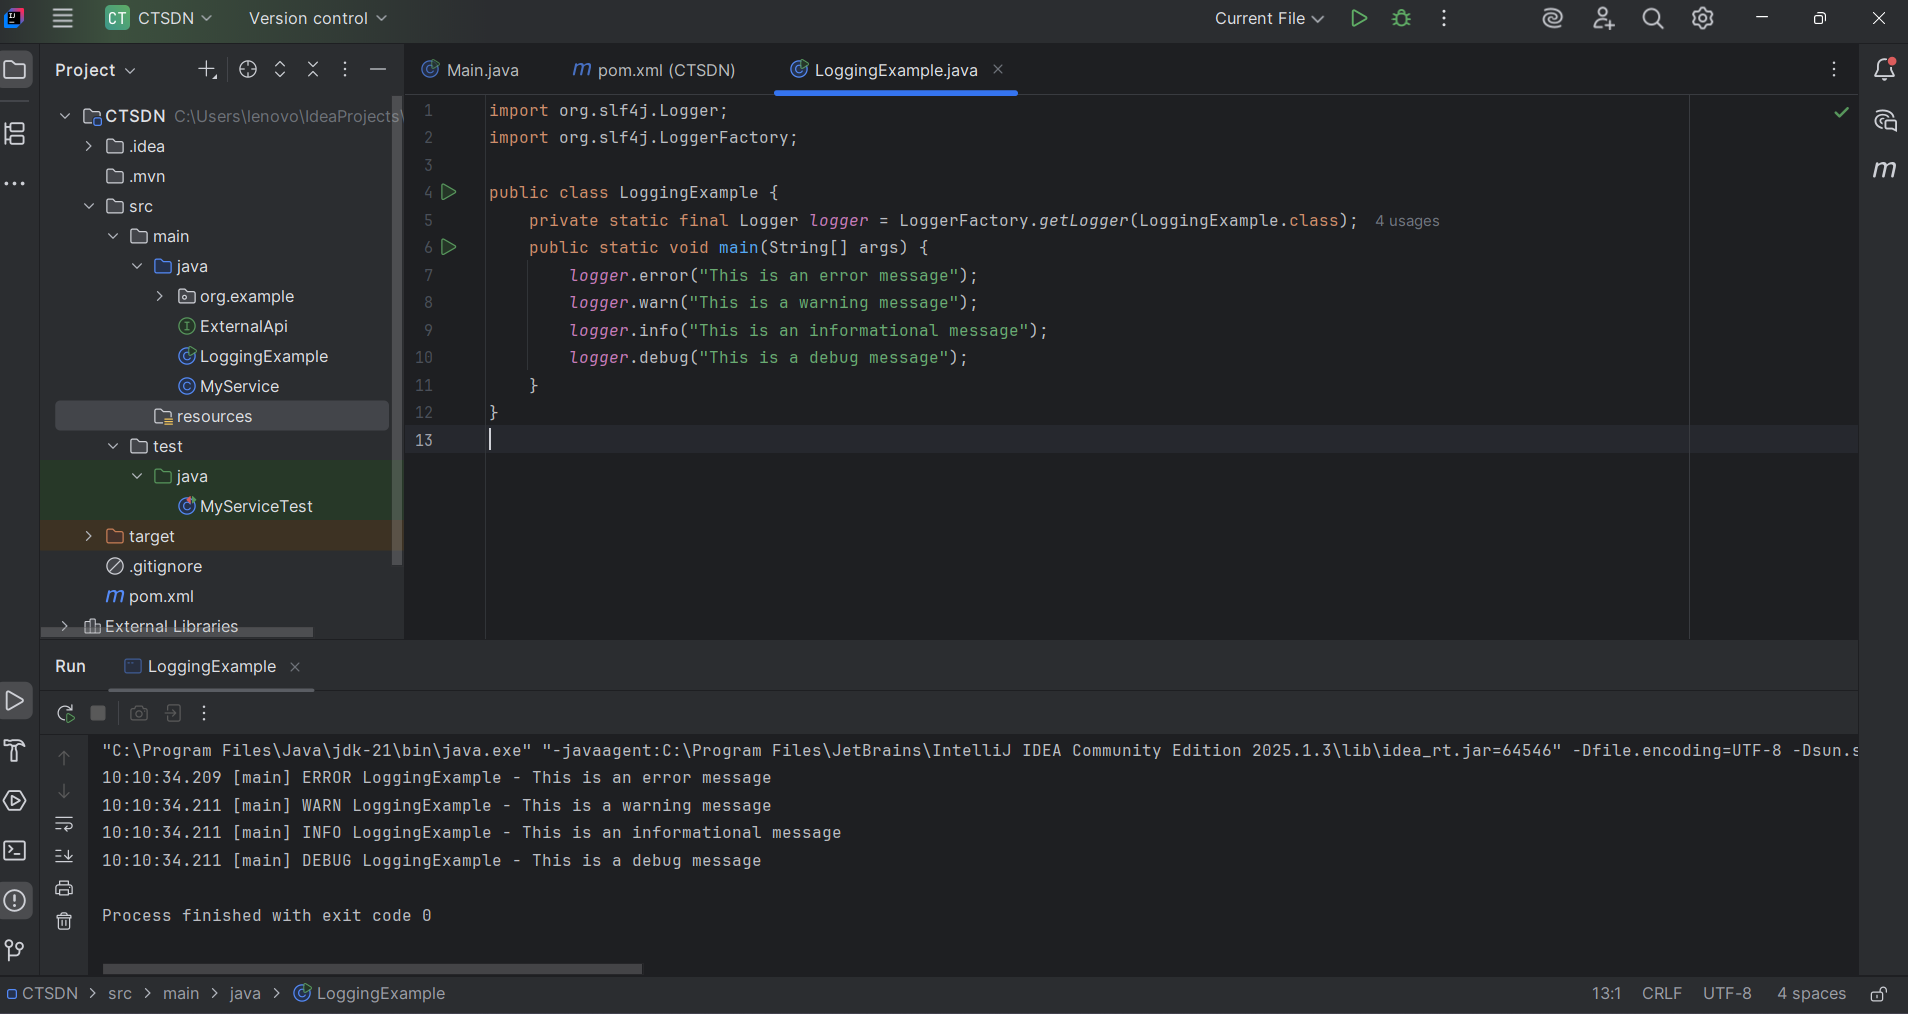 CT CTSDN Version control Current File
Project
Main.java
m pom.xml (CTSDN)
LoggingExample.java
CTSDN C:\Users\lenovo\IdeaProjects\
.idea
.mvn
src
main
java
org.example
ExternalApi
LoggingExample
MyService
resources
test
java
MyServiceTest
target
.gitignore
m pom.xml
External Libraries
1 import org.slf4j.Logger;
2 import org.slf4j.LoggerFactory;
3
4 public class LoggingExample {
5 private static final Logger logger = LoggerFactory.getLogger(LoggingExample.class); 4 usages
6 public static void main(String[] args) {
7 logger.error("This is an error message");
8 logger.warn("This is a warning message");
9 logger.info("This is an informational message");
10 logger.debug("This is a debug message");
11 }
12 }
13
m
Run LoggingExample
"C:\Program Files\Java\jdk-21\bin\java.exe" "-javaagent:C:\Program Files\JetBrains\IntelliJ IDEA Community Edition 2025.1.3\lib\idea_rt.jar=64546" -Dfile.encoding=UTF-8 -Dsun.s
10:10:34.209 [main] ERROR LoggingExample - This is an error message
10:10:34.211 [main] WARN LoggingExample - This is a warning message
10:10:34.211 [main] INFO LoggingExample - This is an informational message
10:10:34.211 [main] DEBUG LoggingExample - This is a debug message
Process finished with exit code 0
CTSDN > src > main > java > LoggingExample 13:1 CRLF UTF-8 4 spaces